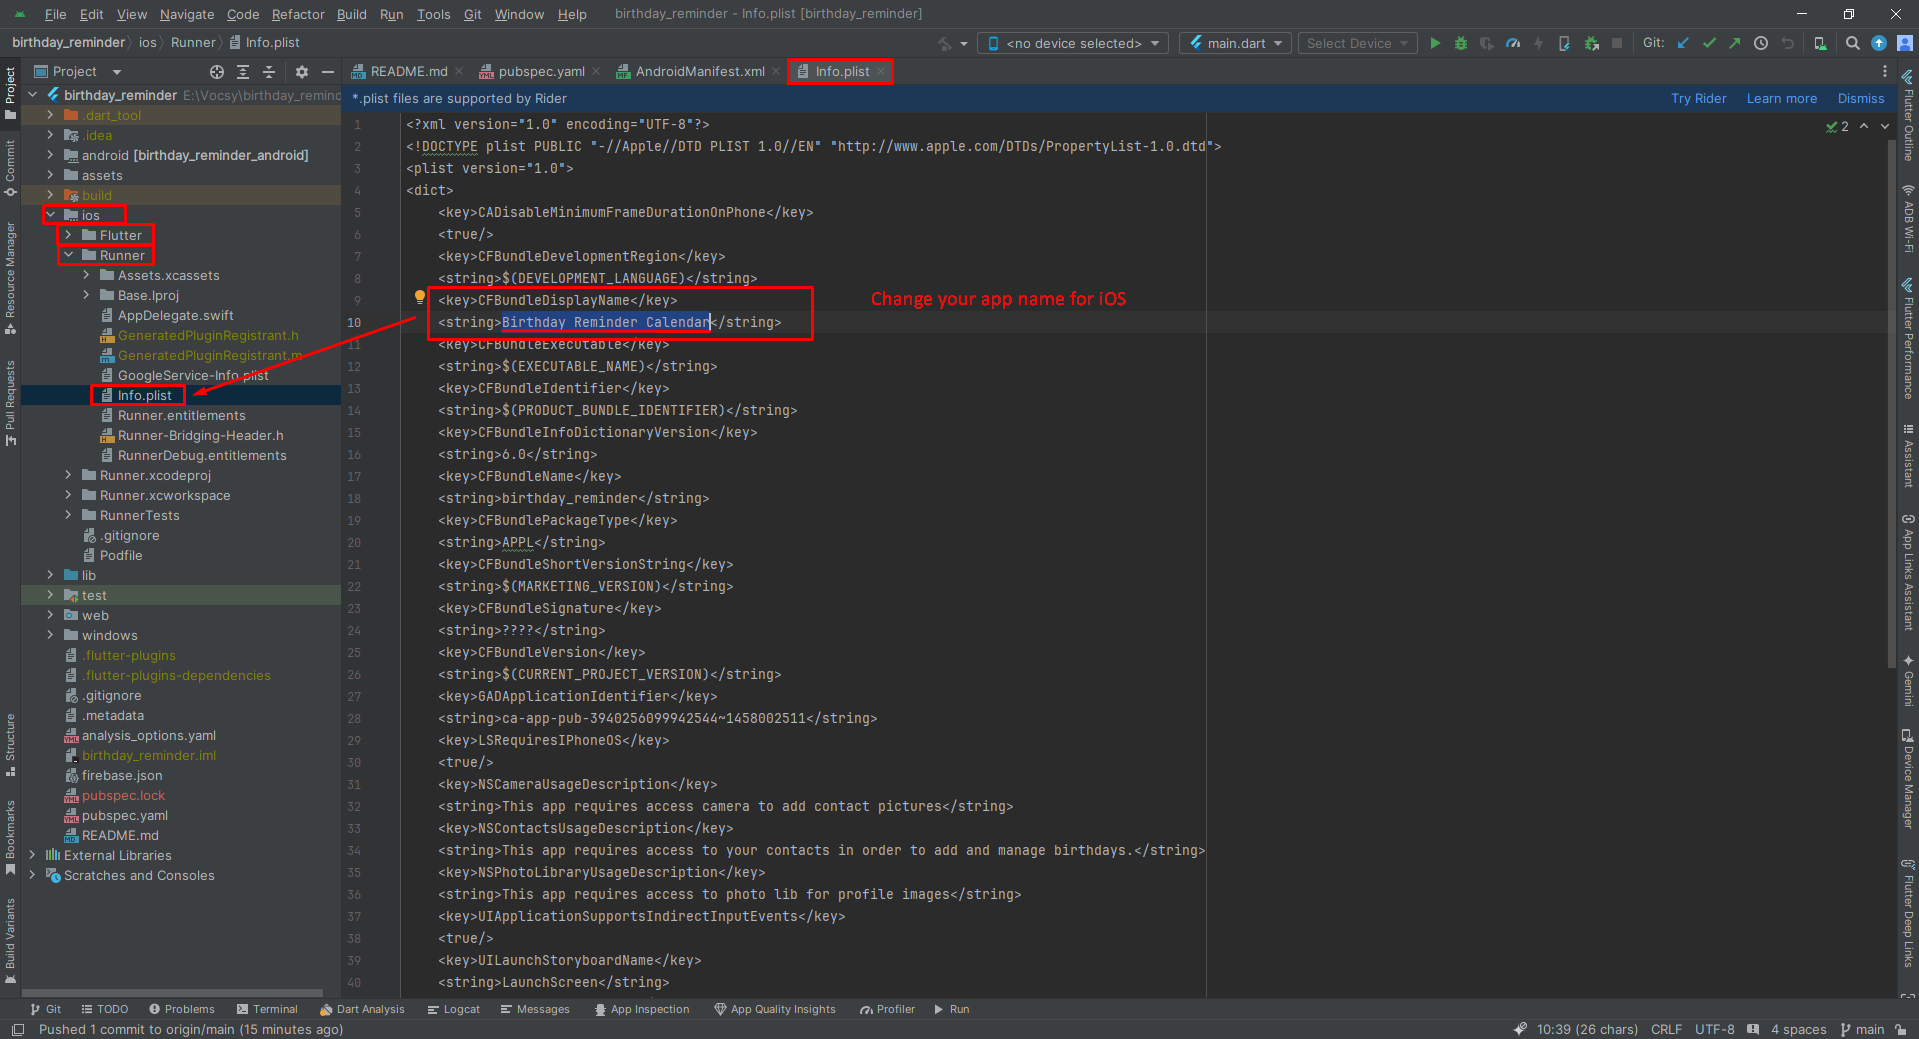 File Edit View Navigate Code Refactor Build Run Tools Git Window Help birthday_reminder - Info.plist [birthday_reminder]
birthday_reminder ios Runner Info.plist <no device selected> main.dart Select Device Git:
Project README.md pubspec.yaml AndroidManifest.xml Info.plist
*.plist files are supported by Rider Try Rider Learn more Dismiss
Project
Commit
Resource Manager
Pull Requests
Structure
Bookmarks
Build Variants
birthday_reminder E:\Vocsy\birthday_remind
.dart_tool
.idea
android [birthday_reminder_android]
assets
build
ios
Flutter
Runner
Assets.xcassets
Base.lproj
AppDelegate.swift
GeneratedPluginRegistrant.h
GeneratedPluginRegistrant.m
GoogleService-Info.plist
Info.plist
Runner.entitlements
Runner-Bridging-Header.h
RunnerDebug.entitlements
Runner.xcodeproj
Runner.xcworkspace
RunnerTests
.gitignore
Podfile
lib
test
web
windows
.flutter-plugins
.flutter-plugins-dependencies
.gitignore
.metadata
analysis_options.yaml
birthday_reminder.iml
firebase.json
pubspec.lock
pubspec.yaml
README.md
External Libraries
Scratches and Consoles
2
1 <?xml version="1.0" encoding="UTF-8"?>
2 <!DOCTYPE plist PUBLIC "-//Apple//DTD PLIST 1.0//EN" "http://www.apple.com/DTDs/PropertyList-1.0.dtd">
3 <plist version="1.0">
4 <dict>
5 <key>CADisableMinimumFrameDurationOnPhone</key>
6 <true/>
7 <key>CFBundleDevelopmentRegion</key>
8 <string>$(DEVELOPMENT_LANGUAGE)</string>
9 <key>CFBundleDisplayName</key>
Change your app name for iOS
10 <string>Birthday Reminder Calendar</string>
11 <key>CFBundleExecutable</key>
12 <string>$(EXECUTABLE_NAME)</string>
13 <key>CFBundleIdentifier</key>
14 <string>$(PRODUCT_BUNDLE_IDENTIFIER)</string>
15 <key>CFBundleInfoDictionaryVersion</key>
16 <string>6.0</string>
17 <key>CFBundleName</key>
18 <string>birthday_reminder</string>
19 <key>CFBundlePackageType</key>
20 <string>APPL</string>
21 <key>CFBundleShortVersionString</key>
22 <string>$(MARKETING_VERSION)</string>
23 <key>CFBundleSignature</key>
24 <string>????</string>
25 <key>CFBundleVersion</key>
26 <string>$(CURRENT_PROJECT_VERSION)</string>
27 <key>GADApplicationIdentifier</key>
28 <string>ca-app-pub-3940256099942544~1458002511</string>
29 <key>LSRequiresIPhoneOS</key>
30 <true/>
31 <key>NSCameraUsageDescription</key>
32 <string>This app requires access camera to add contact pictures</string>
33 <key>NSContactsUsageDescription</key>
34 <string>This app requires access to your contacts in order to add and manage birthdays.</string>
35 <key>NSPhotoLibraryUsageDescription</key>
36 <string>This app requires access to photo lib for profile images</string>
37 <key>UIApplicationSupportsIndirectInputEvents</key>
38 <true/>
39 <key>UILaunchStoryboardName</key>
40 <string>LaunchScreen</string>
Flutter Outline
ADB Wi-Fi
Flutter Performance
Assistant
App Links Assistant
Gemini
Device Manager
Flutter Deep Links
Git TODO Problems Terminal Dart Analysis Logcat Messages App Inspection App Quality Insights Profiler Run
Pushed 1 commit to origin/main (15 minutes ago) 10:39 (26 chars) CRLF UTF-8 4 spaces main